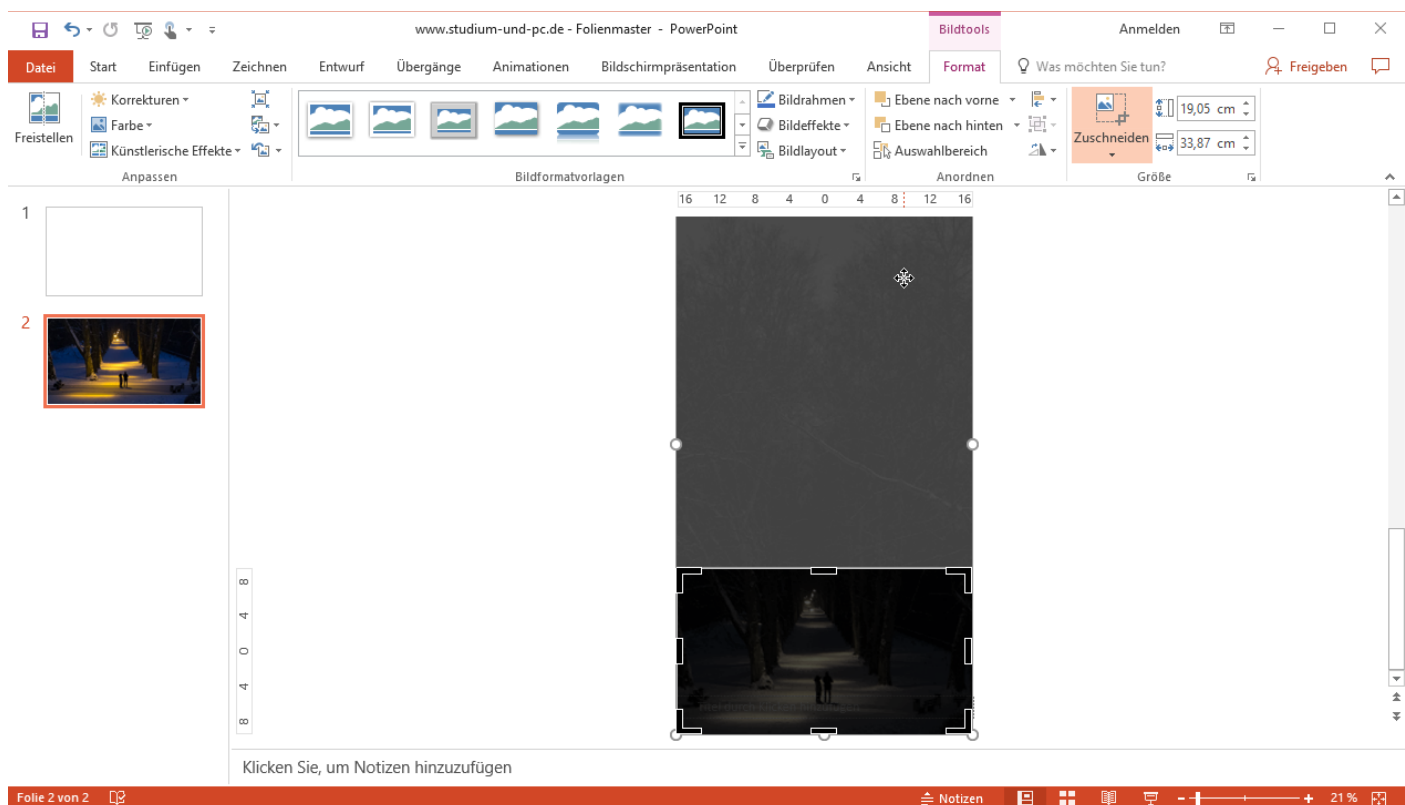 www.studium-und-pc.de - Folienmaster - PowerPoint
Bildtools
Anmelden
Datei Start Einfügen Zeichnen Entwurf Übergänge Animationen Bildschirmpräsentation Überprüfen Ansicht Format Was möchten Sie tun? Freigeben
Freistellen
Korrekturen
Farbe
Künstlerische Effekte
Anpassen
Bildformatvorlagen
Bildrahmen
Bildeffekte
Bildlayout
Ebene nach vorne
Ebene nach hinten
Auswahlbereich
Anordnen
Zuschneiden
19,05 cm
33,87 cm
Größe
16 12 8 4 0 4 8 12 16
1
2
8
4
0
4
8
Klicken Sie, um Notizen hinzuzufügen
Folie 2 von 2
Notizen
21 %